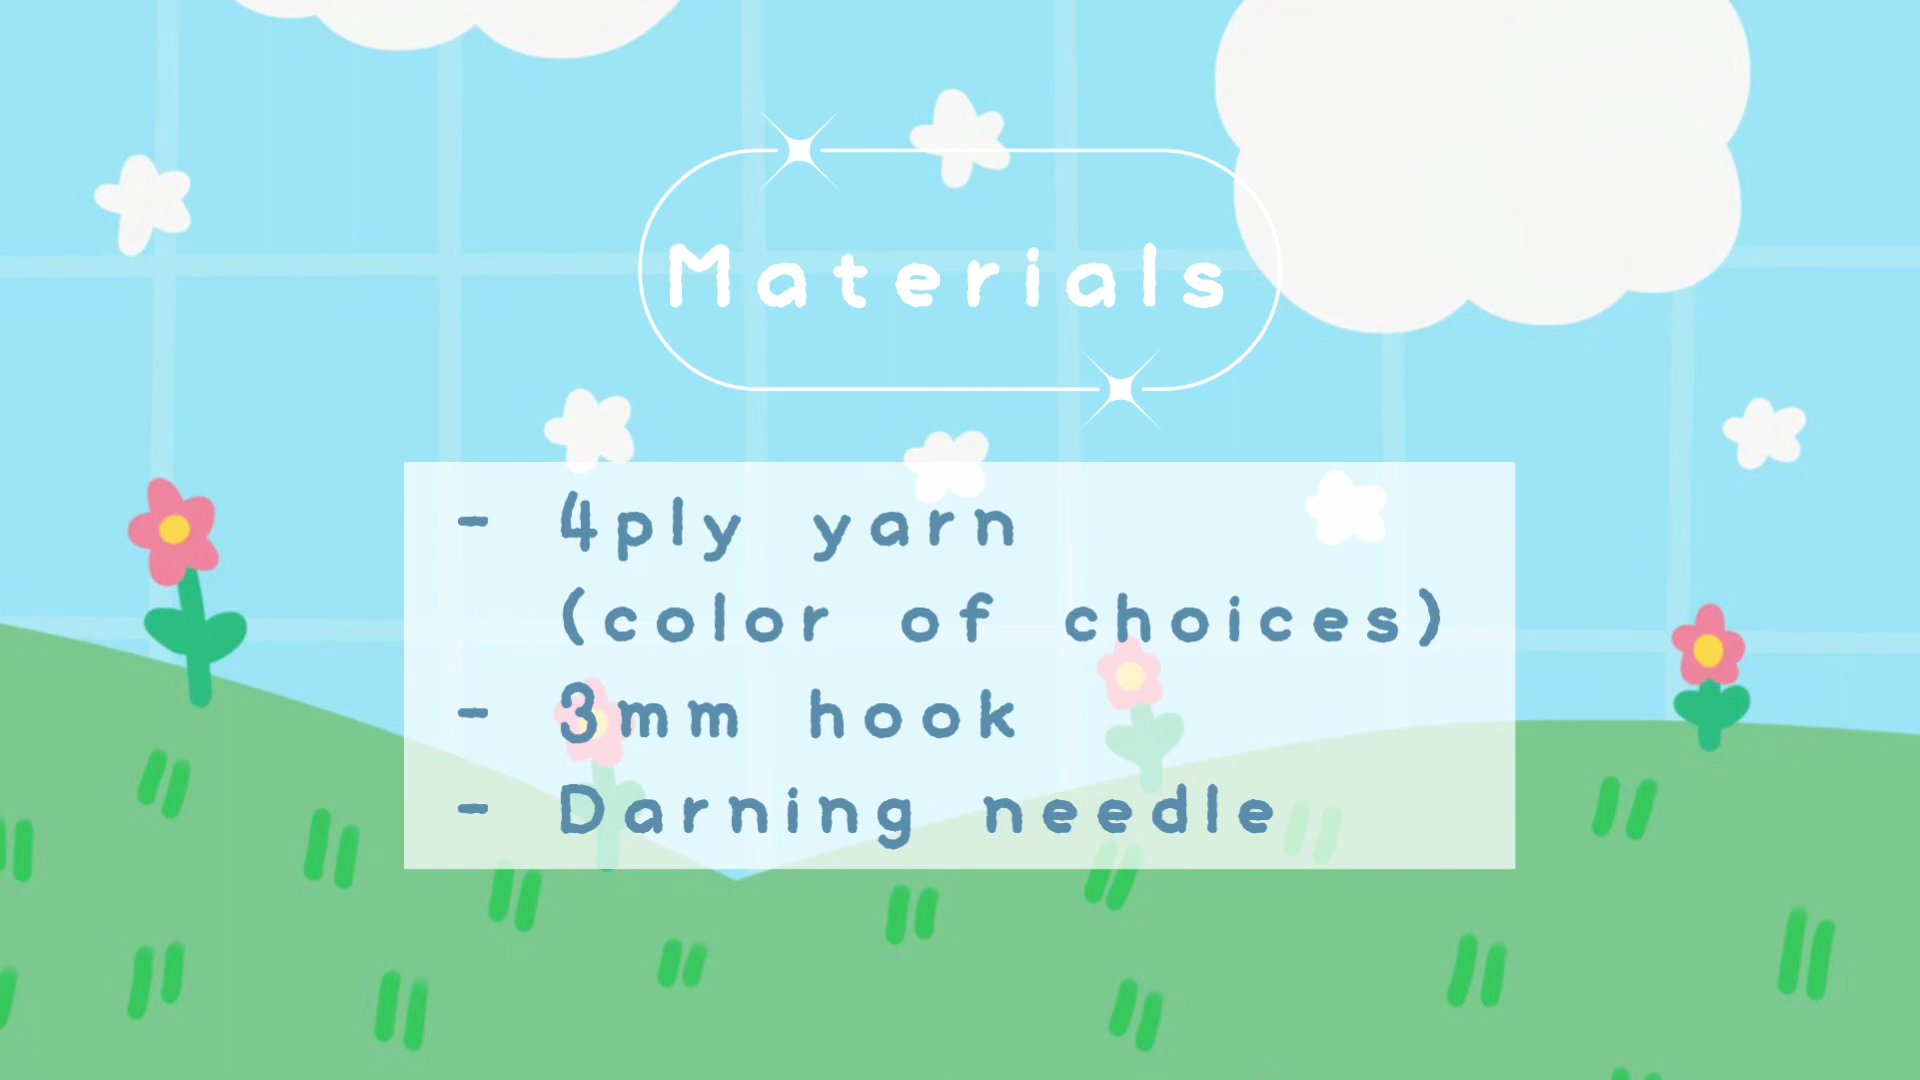 Materials
- 4ply yarn
(color of choices)
- 3mm hook
- Darning needle